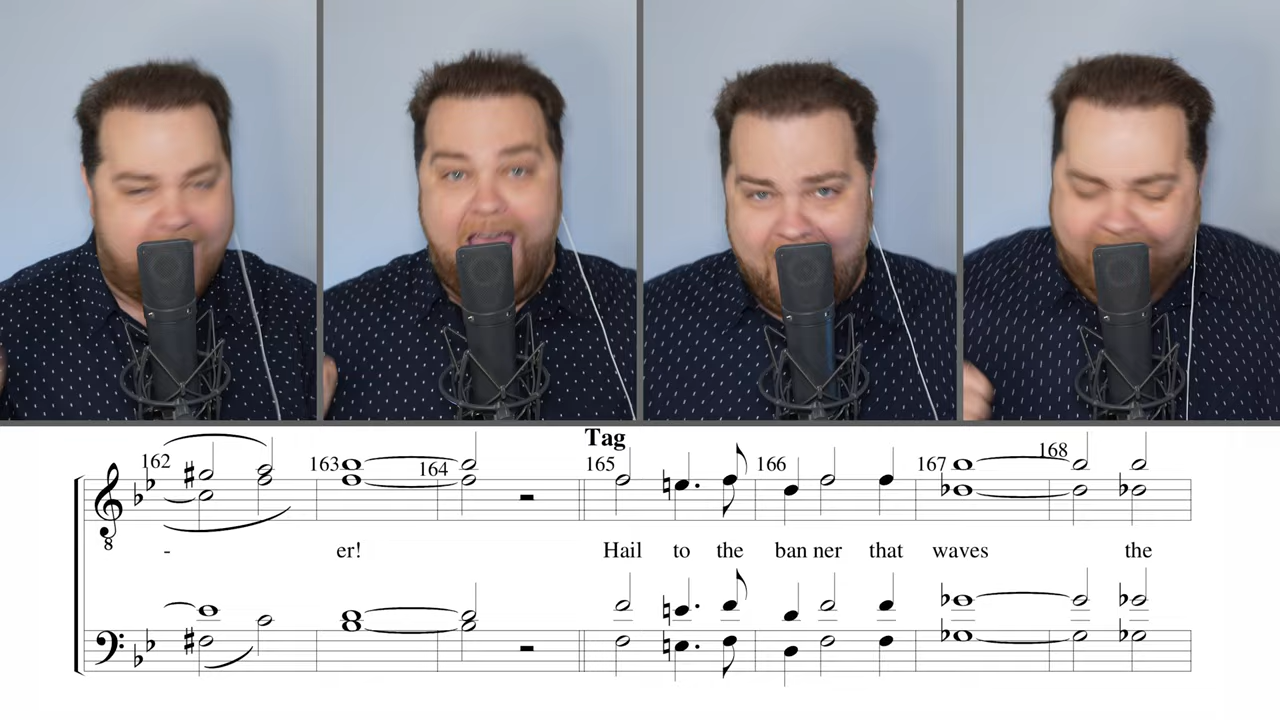 Tag
162 163 164 165 166 167 168
8
- er! Hail to the ban ner that waves the